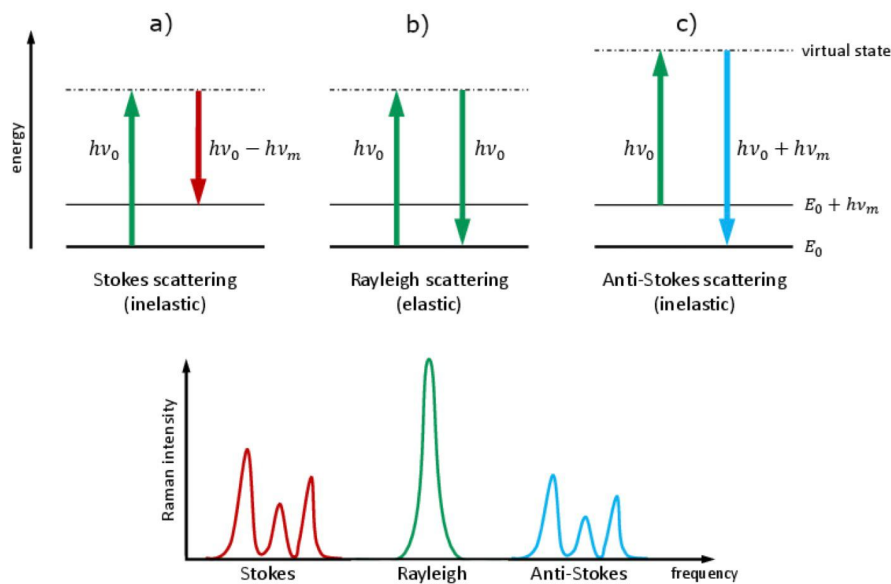 a)
b)
c)
energy
virtual state
hν₀
hν₀ − hνₘ
hν₀
hν₀
hν₀
hν₀ + hνₘ
E₀ + hνₘ
E₀
Stokes scattering
(inelastic)
Rayleigh scattering
(elastic)
Anti-Stokes scattering
(inelastic)
Raman intensity
Stokes
Rayleigh
Anti-Stokes
frequency